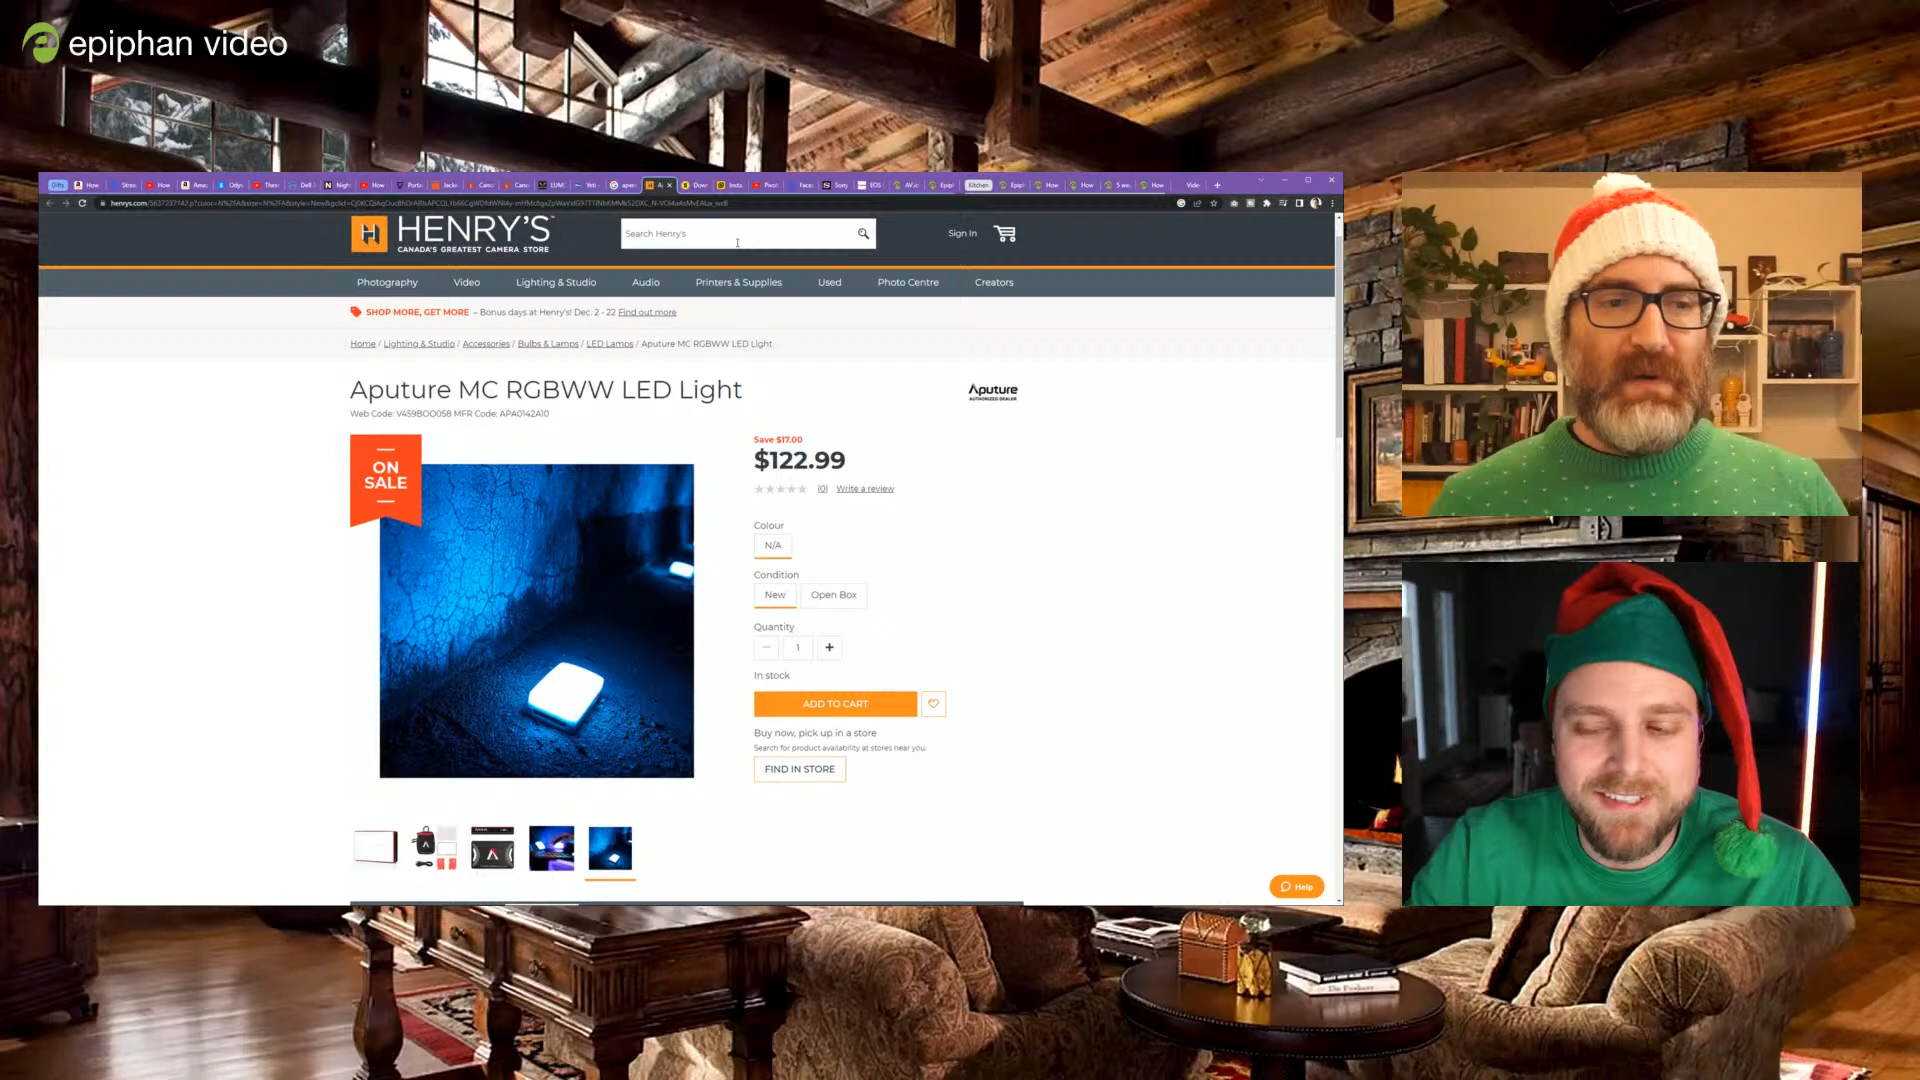 epiphan video
Gifts
HENRY'S
CANADA'S GREATEST CAMERA STORE
Search Henry's
Sign In
Photography Video Lighting & Studio Audio Printers & Supplies Used Photo Centre Creators
SHOP MORE, GET MORE – Bonus days at Henry's! Dec. 2 - 22 Find out more
Home / Lighting & Studio / Accessories / Bulbs & Lamps / LED Lamps / Aputure MC RGBWW LED Light
Aputure MC RGBWW LED Light
Aputure
AUTHORIZED DEALER
Web Code: V459BOO058 MFR Code: APA0142A10
ON
SALE
Save $17.00
$122.99
(0) Write a review
Colour
N/A
Condition
New Open Box
Quantity
1
In stock
ADD TO CART
Buy now, pick up in a store
Search for product availability at stores near you.
FIND IN STORE
Help